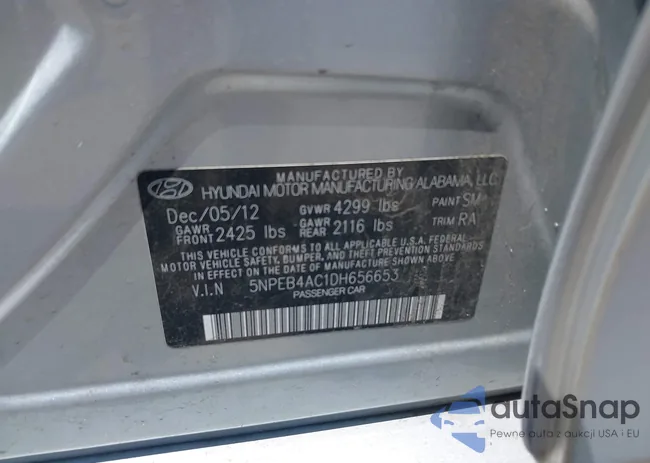 MANUFACTURED BY
HYUNDAI MOTOR MANUFACTURING ALABAMA, LLC
Dec/05/12 GVWR 4299 lbs PAINT SM
GAWR FRONT 2425 lbs GAWR REAR 2116 lbs TRIM RA
THIS VEHICLE CONFORMS TO ALL APPLICABLE U.S.A. FEDERAL
MOTOR VEHICLE SAFETY, BUMPER, AND THEFT PREVENTION STANDARDS
IN EFFECT ON THE DATE OF MANUFACTURE SHOWN ABOVE.
V.I.N 5NPEB4AC1DH656653
PASSENGER CAR
autaSnap
Pewne auta z aukcji USA i EU